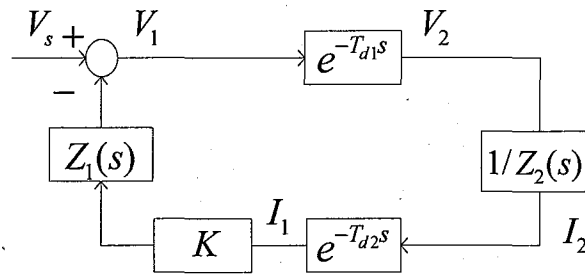 V_s + V_1 e^{-T_{d1}s} V_2
−
Z_1(s) 1/Z_2(s)
K I_1 e^{-T_{d2}s} I_2